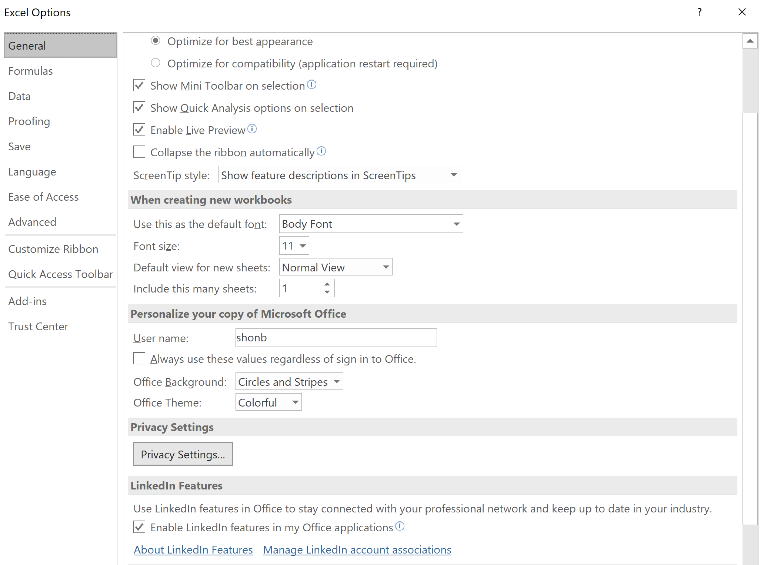 Excel Options
?
General
Formulas
Data
Proofing
Save
Language
Ease of Access
Advanced
Customize Ribbon
Quick Access Toolbar
Add-ins
Trust Center
Optimize for best appearance
Optimize for compatibility (application restart required)
Show Mini Toolbar on selection
Show Quick Analysis options on selection
Enable Live Preview
Collapse the ribbon automatically
ScreenTip style: Show feature descriptions in ScreenTips
When creating new workbooks
Use this as the default font: Body Font
Font size: 11
Default view for new sheets: Normal View
Include this many sheets: 1
Personalize your copy of Microsoft Office
User name: shonb
Always use these values regardless of sign in to Office.
Office Background: Circles and Stripes
Office Theme: Colorful
Privacy Settings
Privacy Settings...
LinkedIn Features
Use LinkedIn features in Office to stay connected with your professional network and keep up to date in your industry.
Enable LinkedIn features in my Office applications
About LinkedIn Features Manage LinkedIn account associations